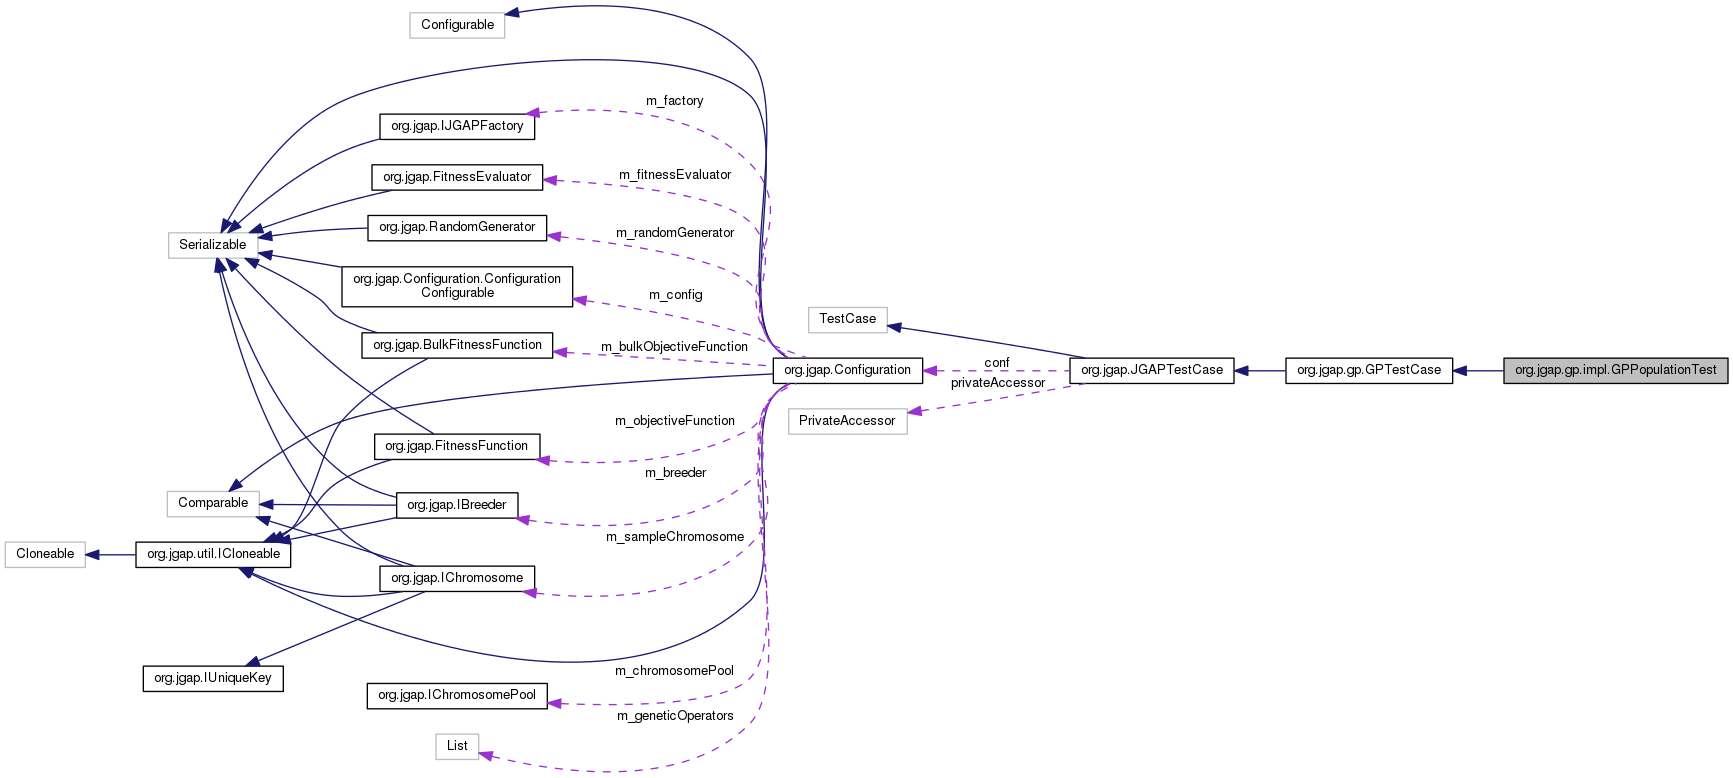 Configurable
m_factory
org.jgap.IJGAPFactory
org.jgap.FitnessEvaluator
m_fitnessEvaluator
org.jgap.RandomGenerator
m_randomGenerator
Serializable
org.jgap.Configuration.Configuration
Configurable
m_config
TestCase
org.jgap.BulkFitnessFunction
m_bulkObjectiveFunction
org.jgap.Configuration
conf
org.jgap.JGAPTestCase
org.jgap.gp.GPTestCase
org.jgap.gp.impl.GPPopulationTest
privateAccessor
PrivateAccessor
m_objectiveFunction
org.jgap.FitnessFunction
m_breeder
Comparable
org.jgap.IBreeder
m_sampleChromosome
Cloneable
org.jgap.util.ICloneable
org.jgap.IChromosome
org.jgap.IUniqueKey
m_chromosomePool
org.jgap.IChromosomePool
m_geneticOperators
List